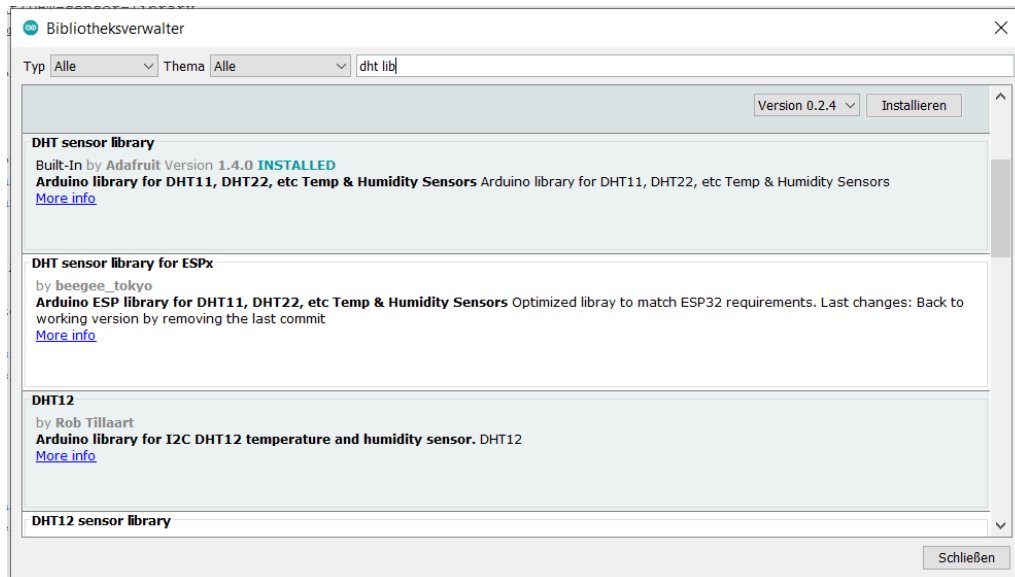 Bibliotheksverwalter
Typ Alle Thema Alle dht lib
Version 0.2.4 Installieren
DHT sensor library
Built-In by Adafruit Version 1.4.0 INSTALLED
Arduino library for DHT11, DHT22, etc Temp & Humidity Sensors Arduino library for DHT11, DHT22, etc Temp & Humidity Sensors
More info
DHT sensor library for ESPx
by beegee_tokyo
Arduino ESP library for DHT11, DHT22, etc Temp & Humidity Sensors Optimized libray to match ESP32 requirements. Last changes: Back to
working version by removing the last commit
More info
DHT12
by Rob Tillaart
Arduino library for I2C DHT12 temperature and humidity sensor. DHT12
More info
DHT12 sensor library
Schließen